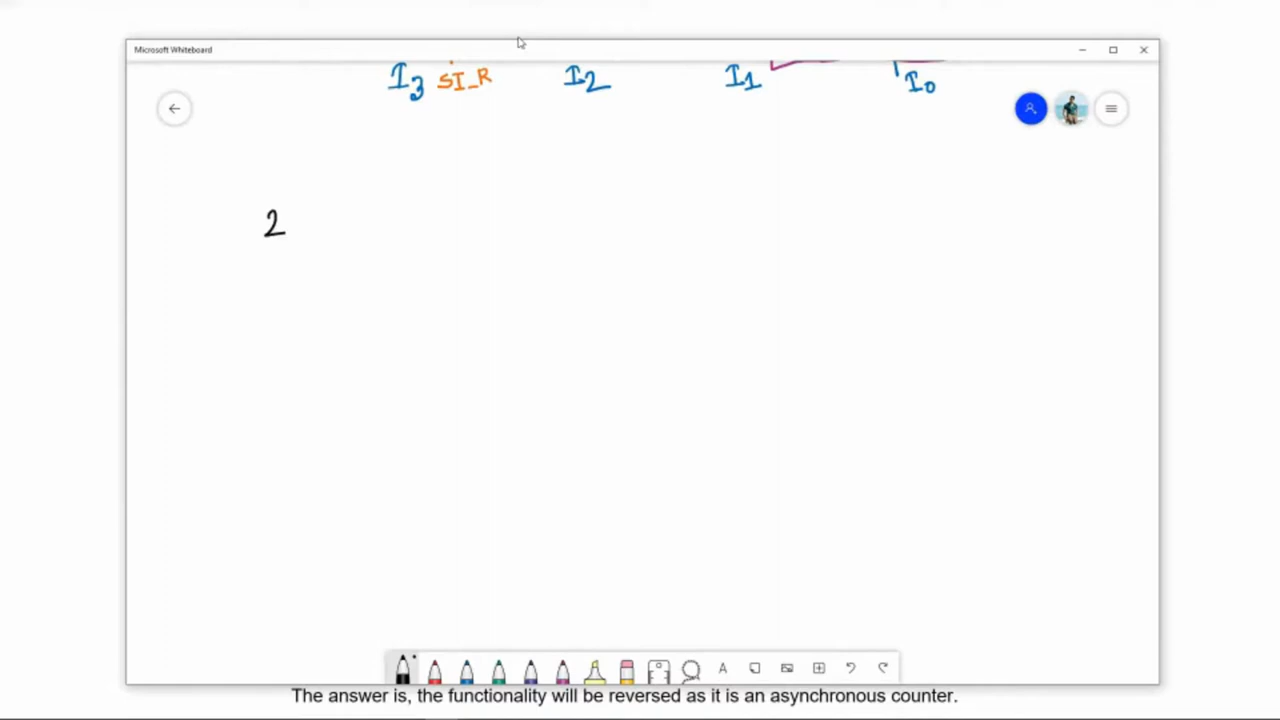 Microsoft Whiteboard
I3 SI_R I2 I1 I0
2
A
The answer is, the functionality will be reversed as it is an asynchronous counter.